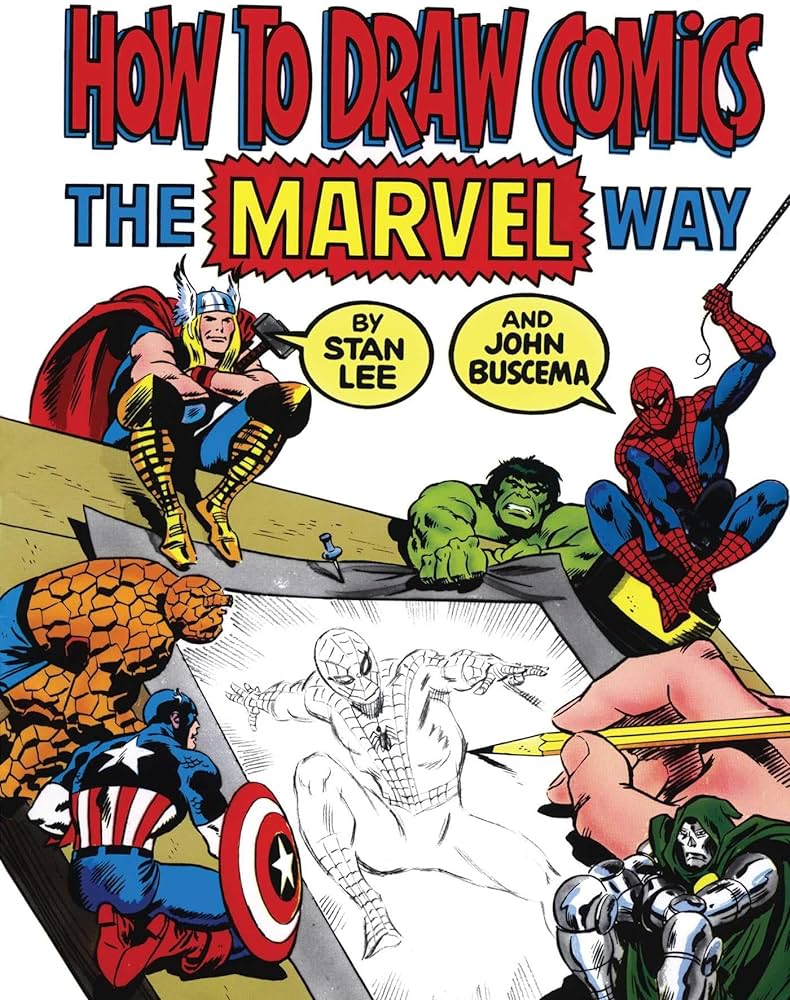 HOW TO DRAW COMICS
THE MARVEL WAY
BY
STAN
LEE
AND
JOHN
BUSCEMA